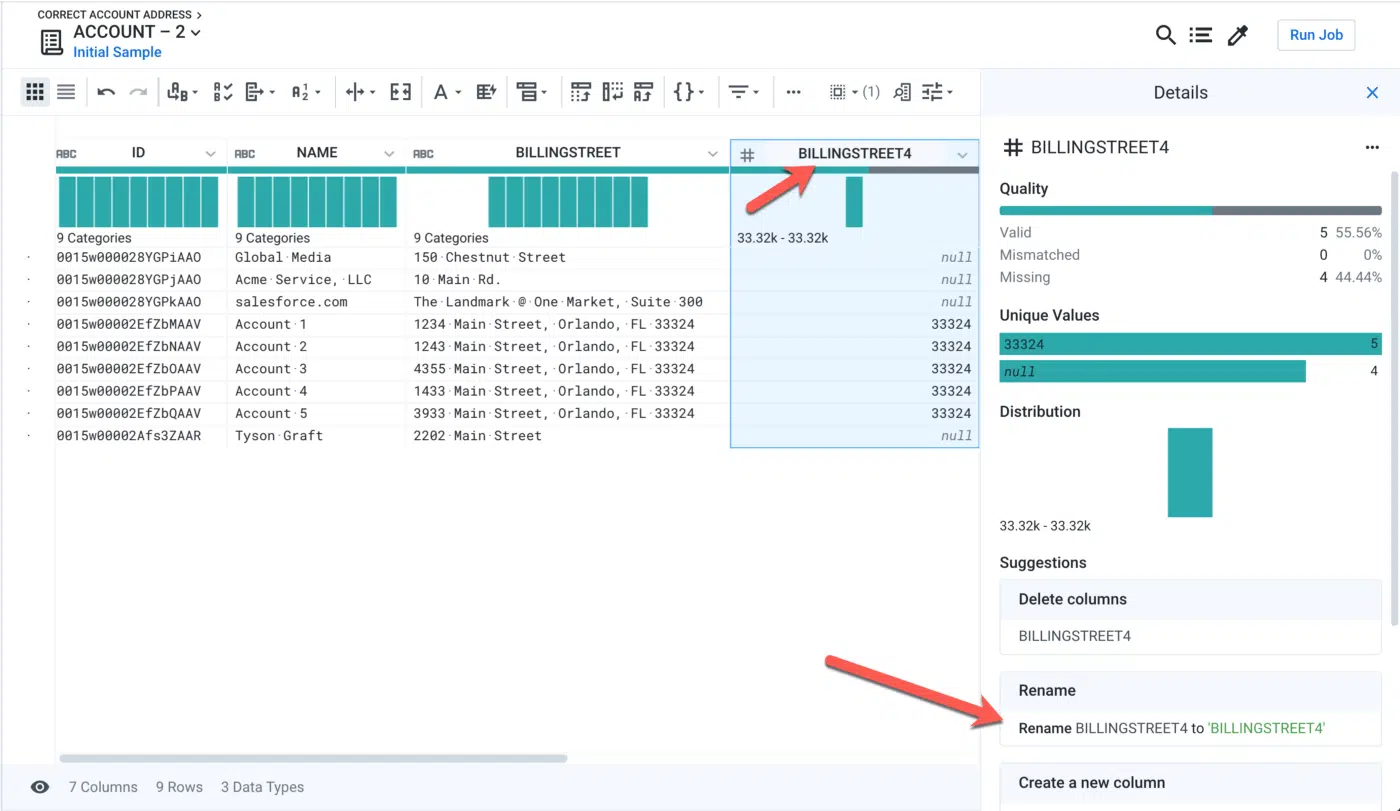 CORRECT ACCOUNT ADDRESS
ACCOUNT – 2
Initial Sample
Run Job
(1)
Details
ABC ID ABC NAME ABC BILLINGSTREET # BILLINGSTREET4
9 Categories 9 Categories 9 Categories 33.32k - 33.32k
0015w000028YGPiAAO Global·Media 150·Chestnut·Street null
0015w000028YGPjAAO Acme·Service,·LLC 10·Main·Rd. null
0015w000028YGPkAAO salesforce.com The·Landmark·@·One·Market,·Suite·300 null
0015w00002EfZbMAAV Account·1 1234·Main·Street,·Orlando,·FL·33324 33324
0015w00002EfZbNAAV Account·2 1243·Main·Street,·Orlando,·FL·33324 33324
0015w00002EfZbOAAV Account·3 4355·Main·Street,·Orlando,·FL·33324 33324
0015w00002EfZbPAAV Account·4 1433·Main·Street,·Orlando,·FL·33324 33324
0015w00002EfZbQAAV Account·5 3933·Main·Street,·Orlando,·FL·33324 33324
0015w00002Afs3ZAAR Tyson·Graft 2202·Main·Street null
7 Columns 9 Rows 3 Data Types
# BILLINGSTREET4
Quality
Valid 5 55.56%
Mismatched 0 0%
Missing 4 44.44%
Unique Values
33324 5
null 4
Distribution
33.32k - 33.32k
Suggestions
Delete columns
BILLINGSTREET4
Rename
Rename BILLINGSTREET4 to 'BILLINGSTREET4'
Create a new column